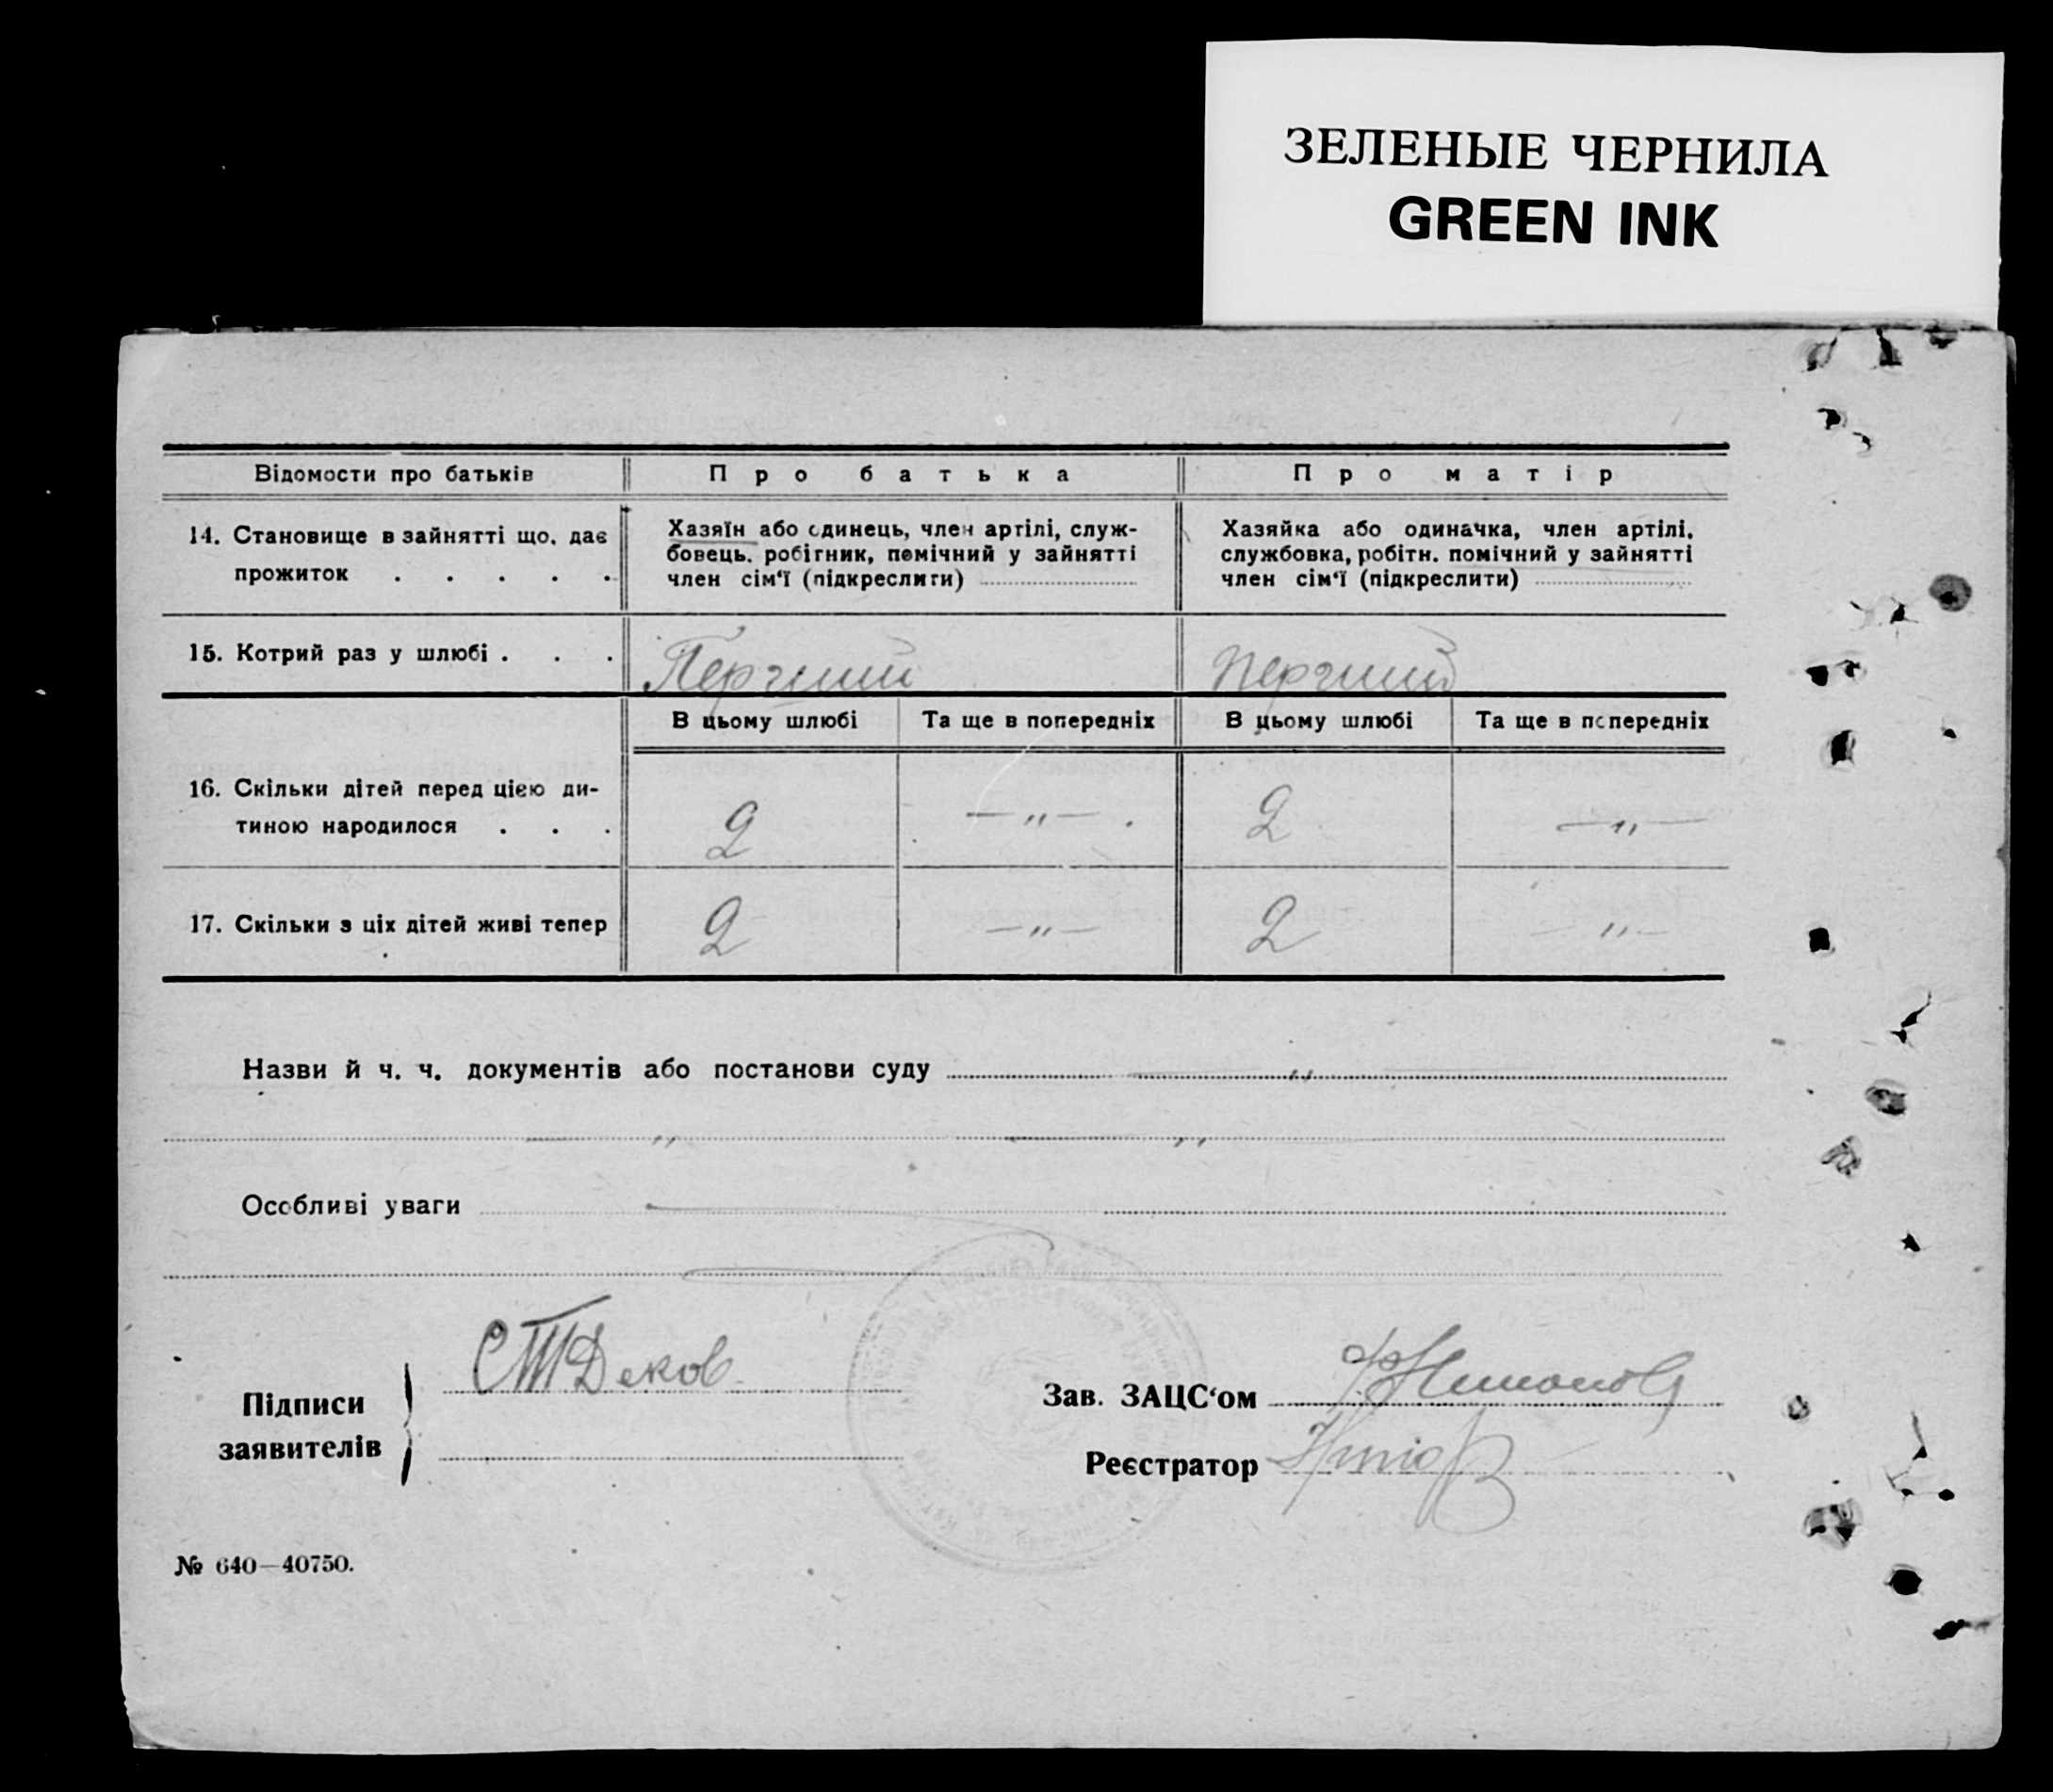 ЗЕЛЕНЫЕ ЧЕРНИЛА
GREEN INK
Відомости про батьків Про батька Про матір
14. Становище в зайнятті що, дає прожиток . . . . .
Хазяїн або одинець, член артілі, служ-
бовець, робітник, помічний у зайнятті
член сім'ї (підкреслити)
Хазяйка або одиначка, член артілі,
службовка, робітн. помічний у зайнятті
член сім'ї (підкреслити)
15. Котрий раз у шлюбі . . . Перший перший
В цьому шлюбі Та ще в попередніх В цьому шлюбі Та ще в попередніх
16. Скільки дітей перед цією ди-
тиною народилося . . . 2 —„— 2 —„—
17. Скільки з ціх дітей живі тепер 2 —„— 2 —„—
Назви й ч. ч. документів або постанови суду „
„ „
Особливі уваги
Підписи
заявителів
СТДеков
Зав. ЗАЦС'ом
Реєстратор
№ 640—40750.